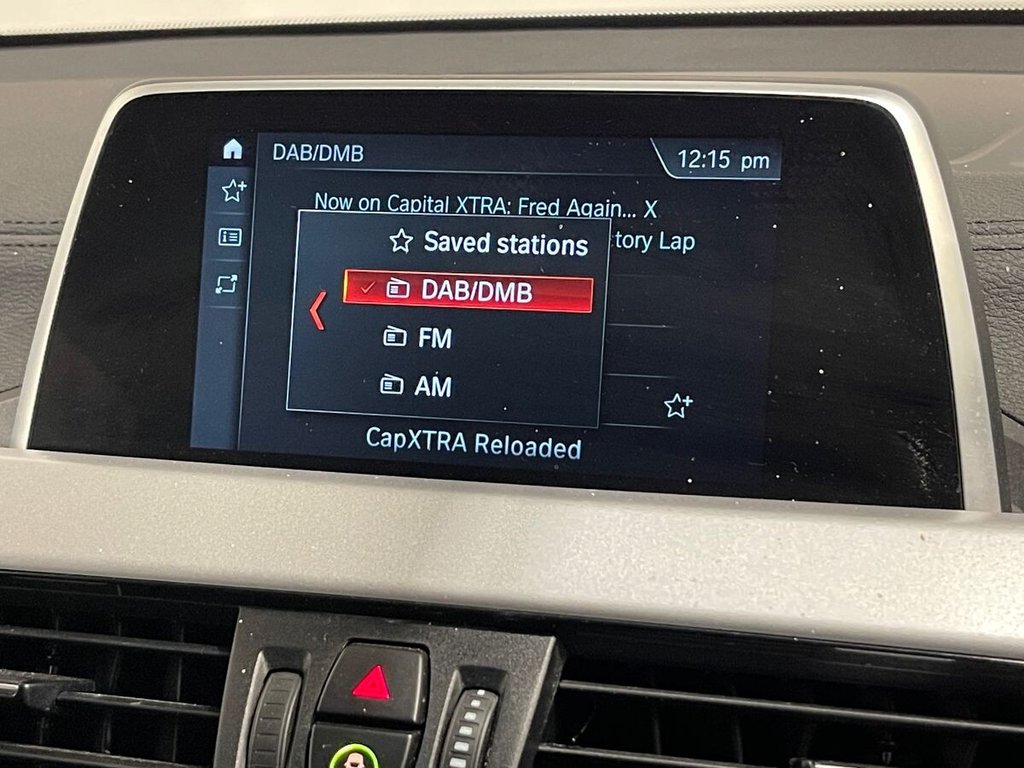 DAB/DMB
12:15 pm
Now on Capital XTRA: Fred Again... X
tory Lap
Saved stations
DAB/DMB
FM
AM
CapXTRA Reloaded